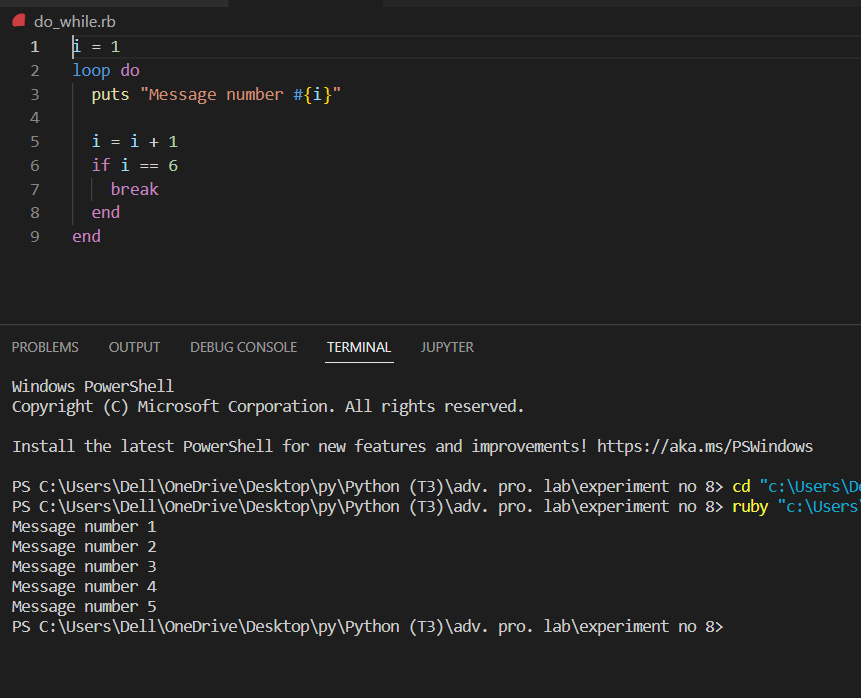 do_while.rb
1 i = 1
2 loop do
3   puts "Message number #{i}"
4
5   i = i + 1
6   if i == 6
7     break
8   end
9 end
PROBLEMS OUTPUT DEBUG CONSOLE TERMINAL JUPYTER
Windows PowerShell
Copyright (C) Microsoft Corporation. All rights reserved.
Install the latest PowerShell for new features and improvements! https://aka.ms/PSWindows
PS C:\Users\Dell\OneDrive\Desktop\py\Python (T3)\adv. pro. lab\experiment no 8> cd "c:\Users\De
PS C:\Users\Dell\OneDrive\Desktop\py\Python (T3)\adv. pro. lab\experiment no 8> ruby "c:\Users\
Message number 1
Message number 2
Message number 3
Message number 4
Message number 5
PS C:\Users\Dell\OneDrive\Desktop\py\Python (T3)\adv. pro. lab\experiment no 8>